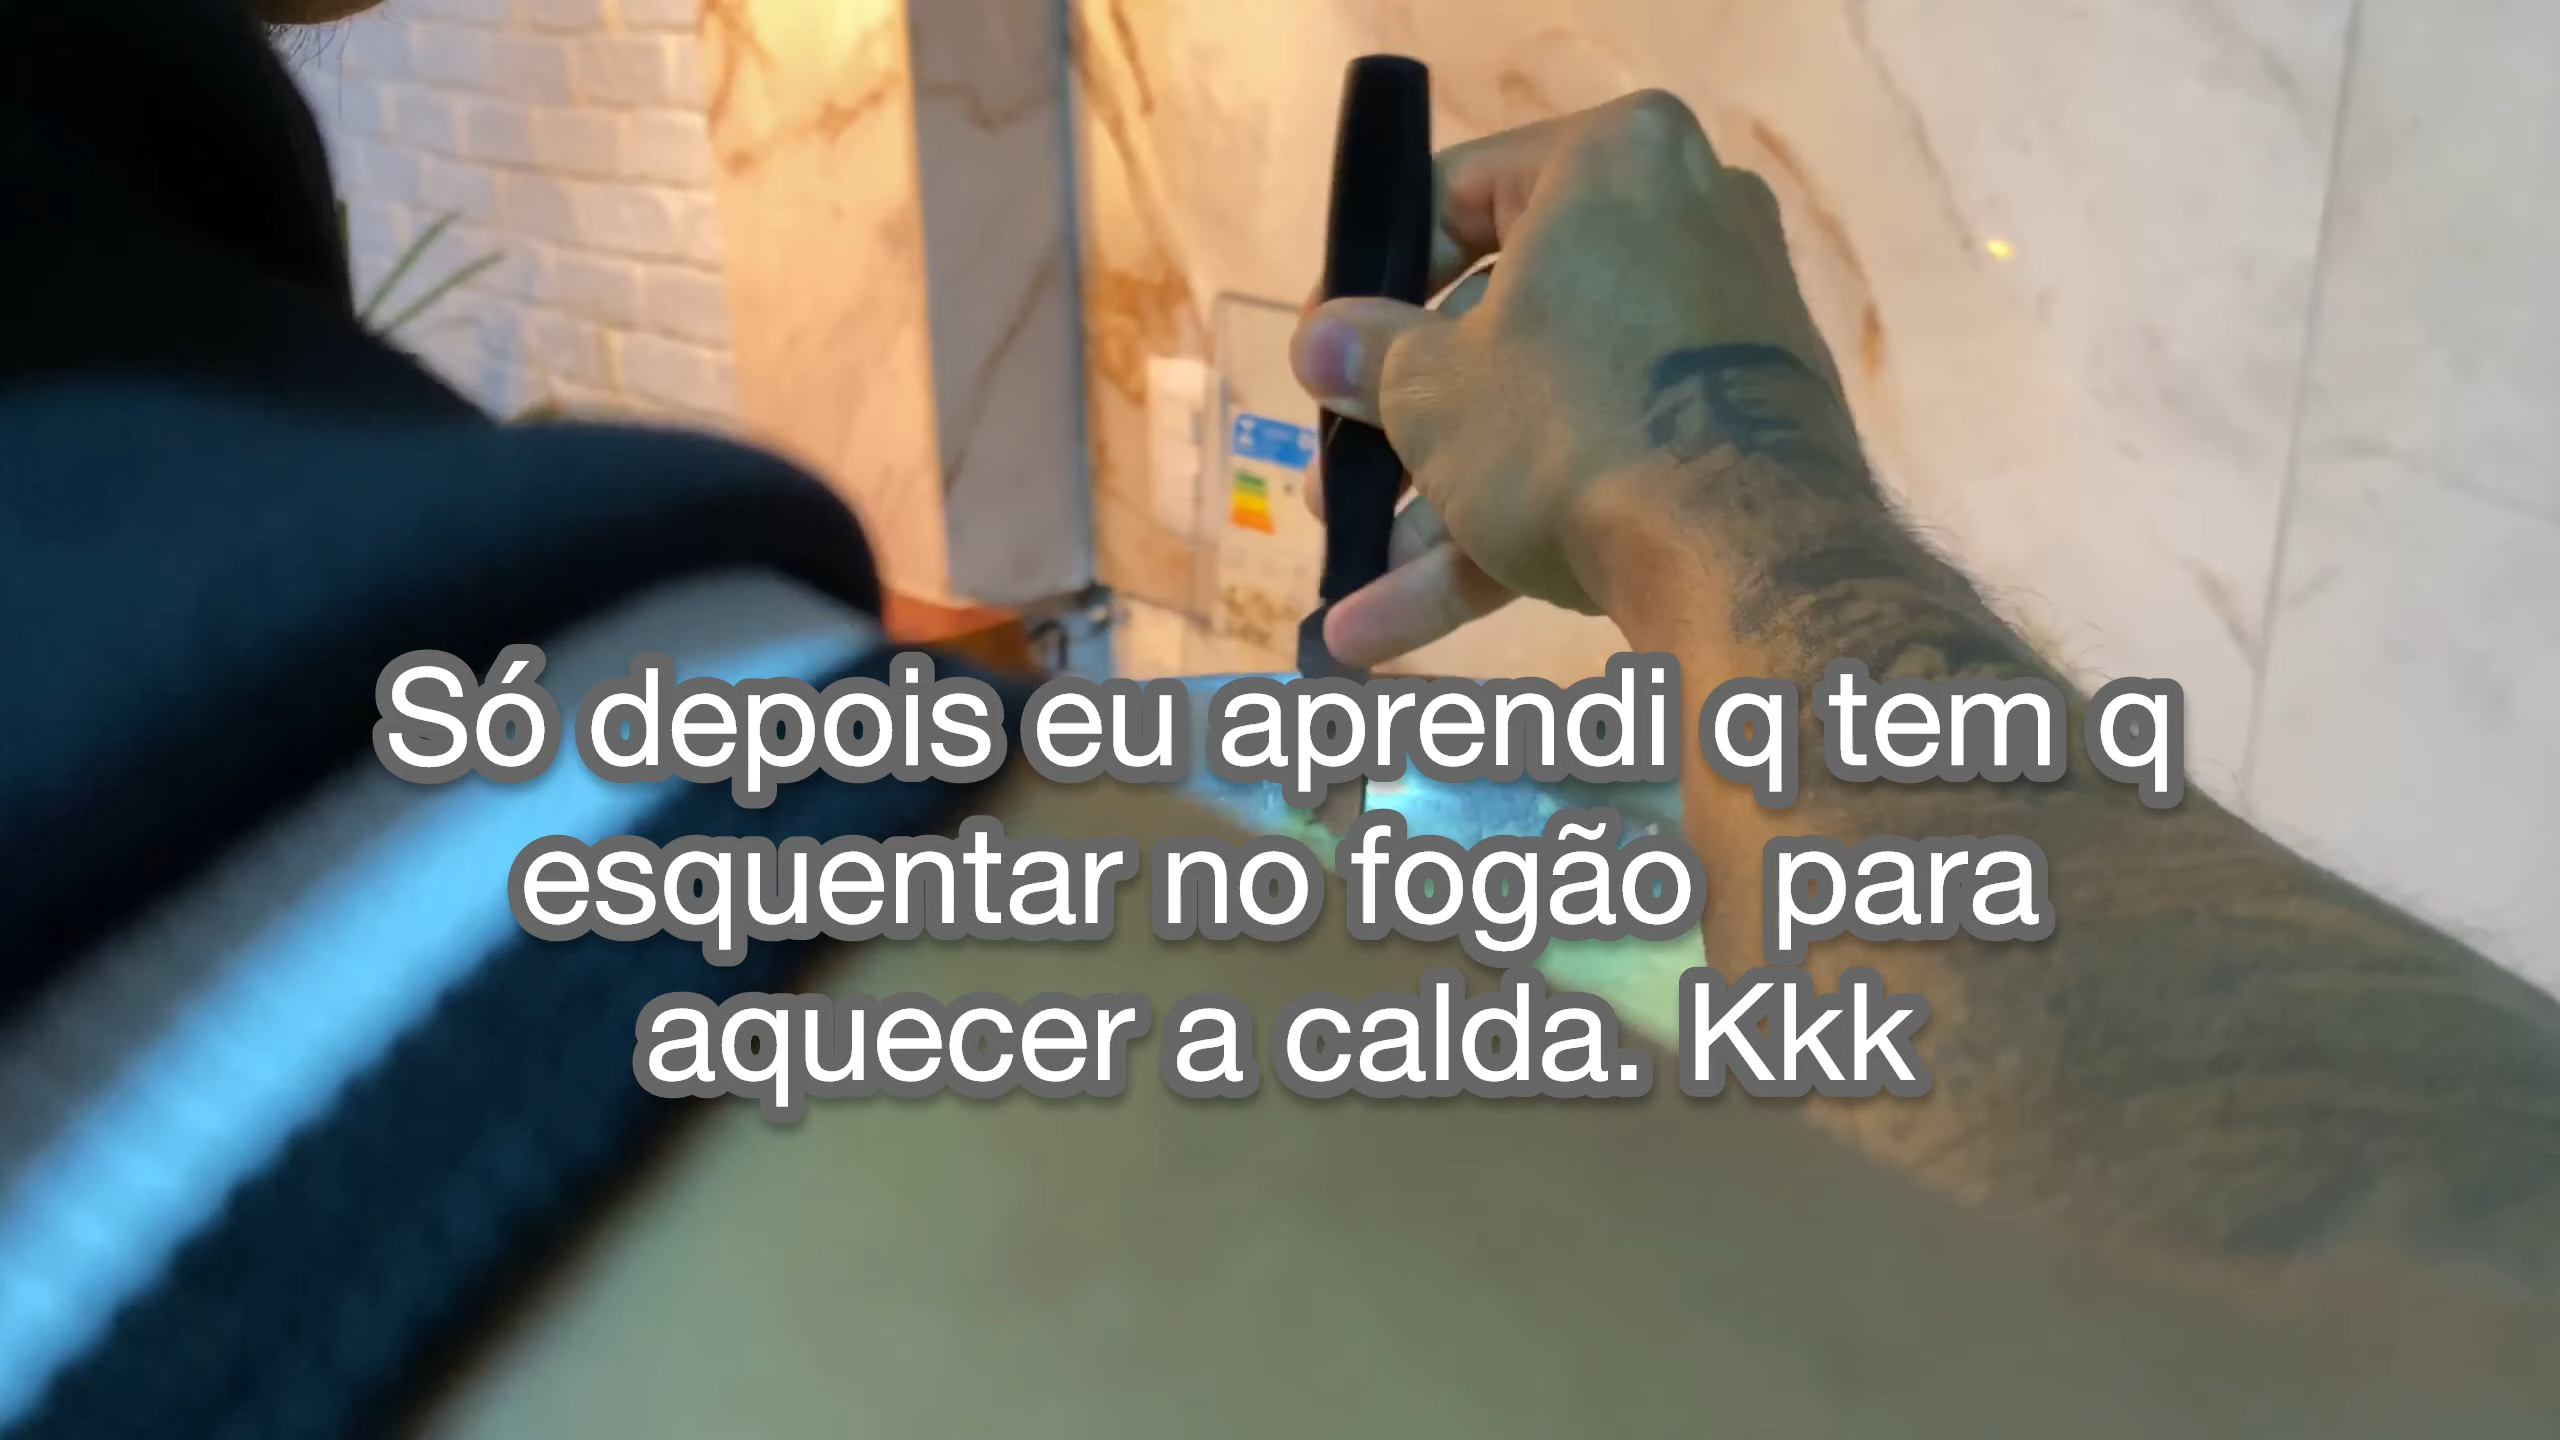 Só depois eu aprendi q tem q
esquentar no fogão  para
aquecer a calda. Kkk